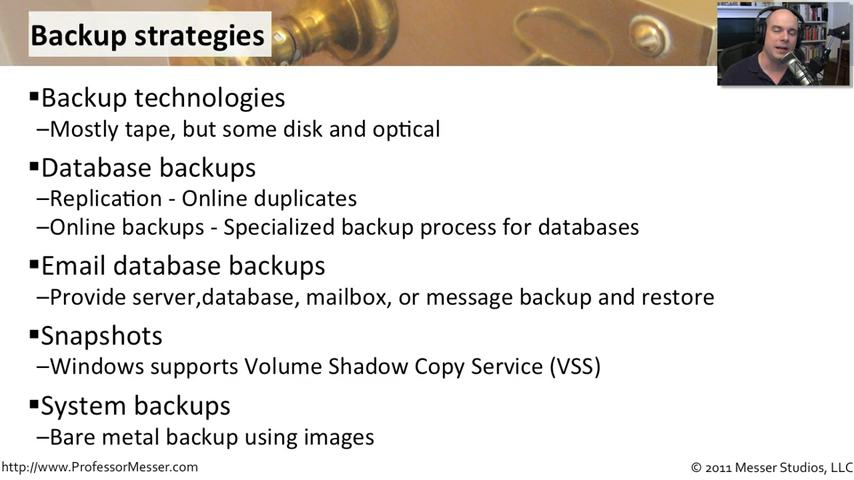 Backup strategies
▪Backup technologies
–Mostly tape, but some disk and optical
▪Database backups
–Replication - Online duplicates
–Online backups - Specialized backup process for databases
▪Email database backups
–Provide server,database, mailbox, or message backup and restore
▪Snapshots
–Windows supports Volume Shadow Copy Service (VSS)
▪System backups
–Bare metal backup using images
http://www.ProfessorMesser.com
© 2011 Messer Studios, LLC